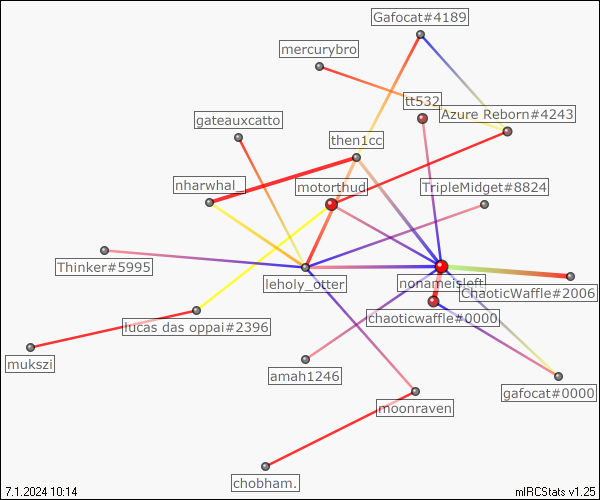 Gafocat#4189
mercurybro
tt532
Azure Reborn#4243
gateauxcatto
then1cc
nharwhal_
motorthud
TripleMidget#8824
Thinker#5995
leholy_otter
nonameisleft
ChaoticWaffle#2006
chaoticwaffle#0000
lucas das oppai#2396
mukszi
amah1246
gafocat#0000
moonraven
chobham.
7.1.2024 10:14
mIRCStats v1.25